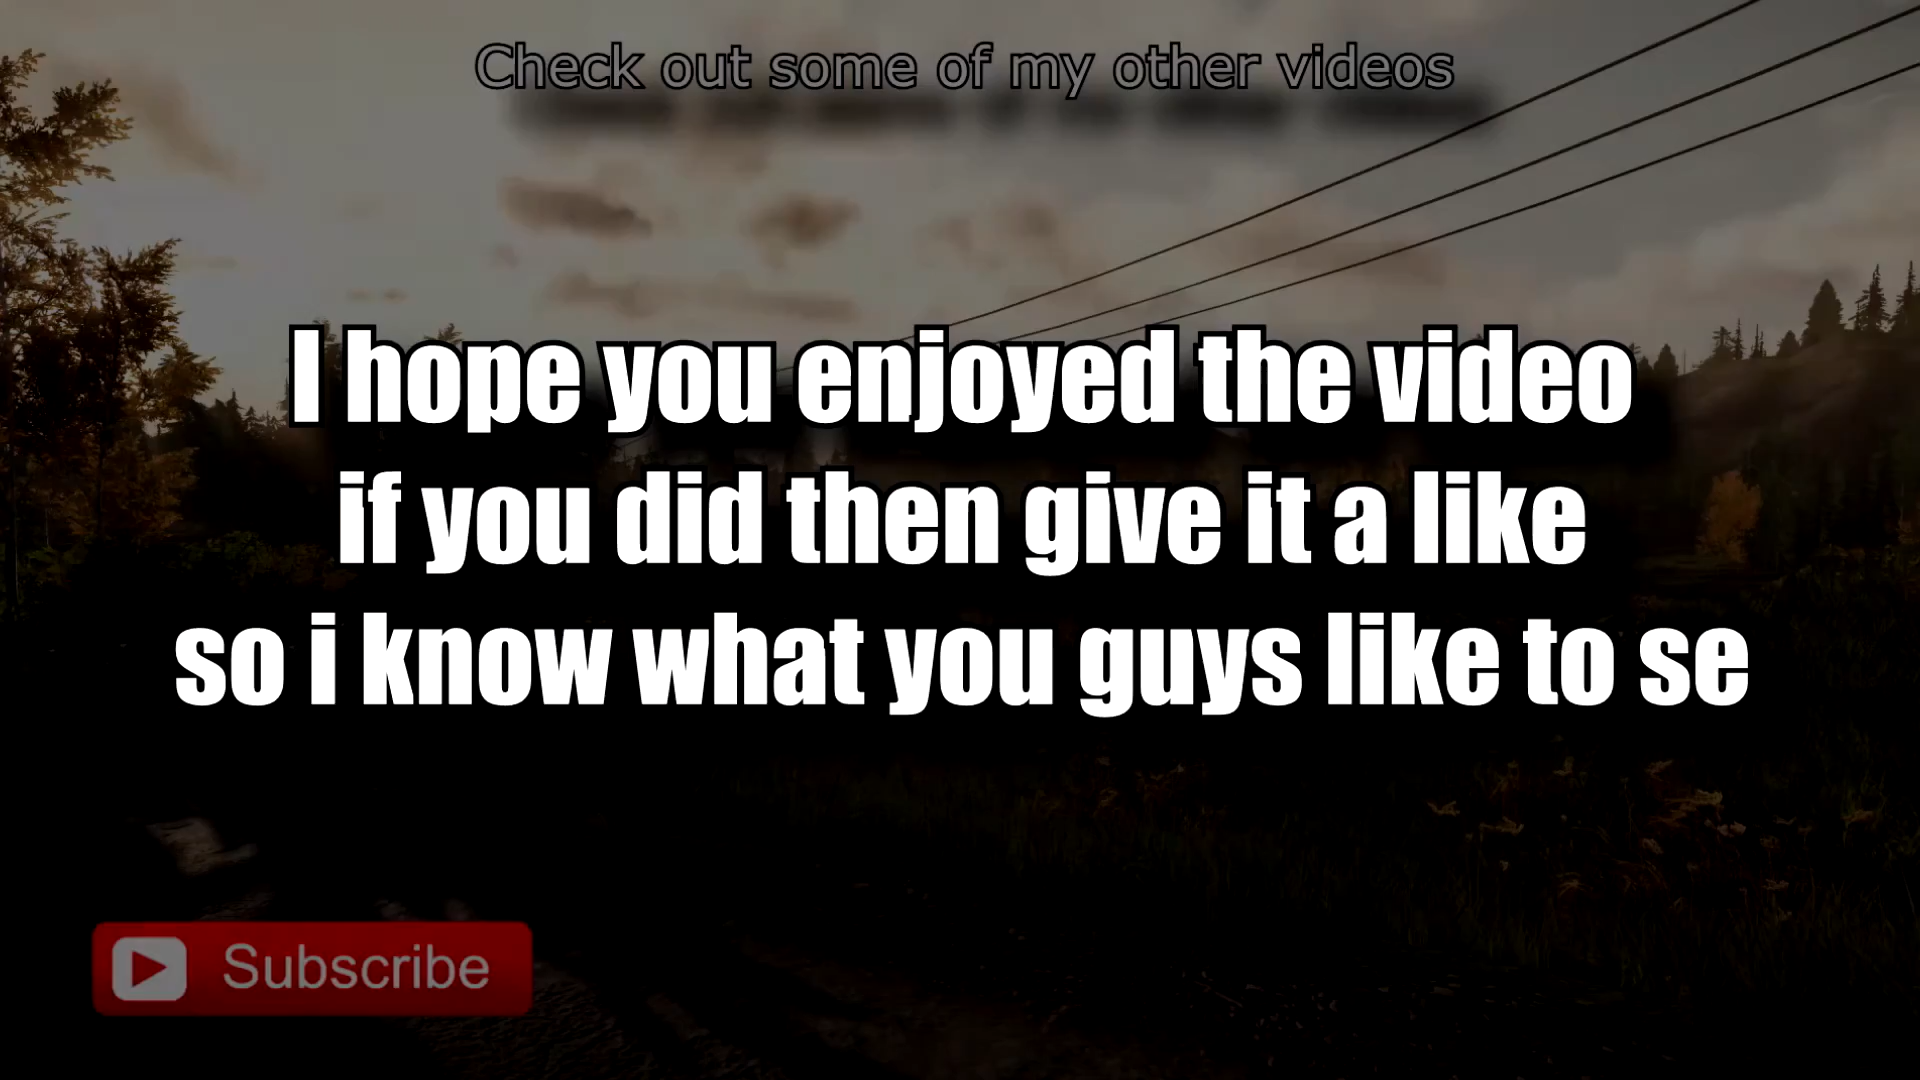 Check out some of my other videos
I hope you enjoyed the video
if you did then give it a like
so i know what you guys like to se
Subscribe